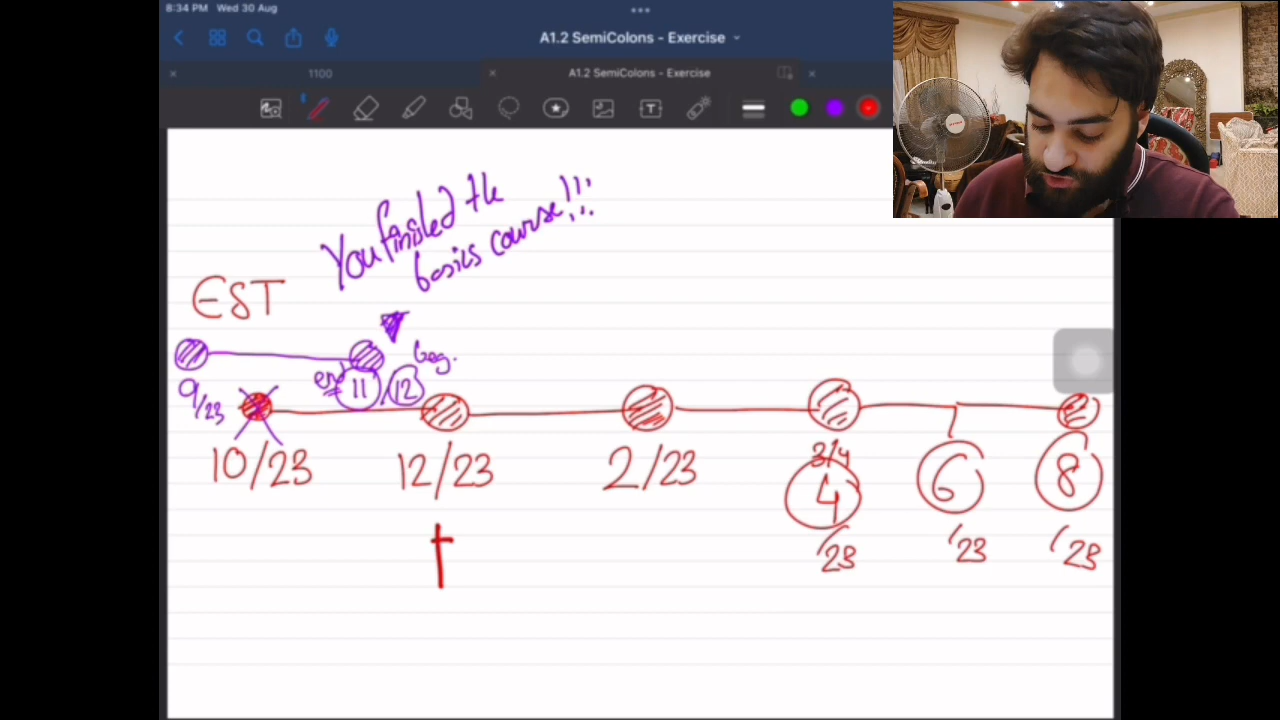 8:34 PM Wed 30 Aug
A1.2 SemiColons - Exercise
1100
A1.2 SemiColons - Exercise
T
You finished the
basics course!!!
EST
9/23
end 11, 12 beg.
10/23
12/23
2/23
3/4
4
/23
6
/23
8
/23